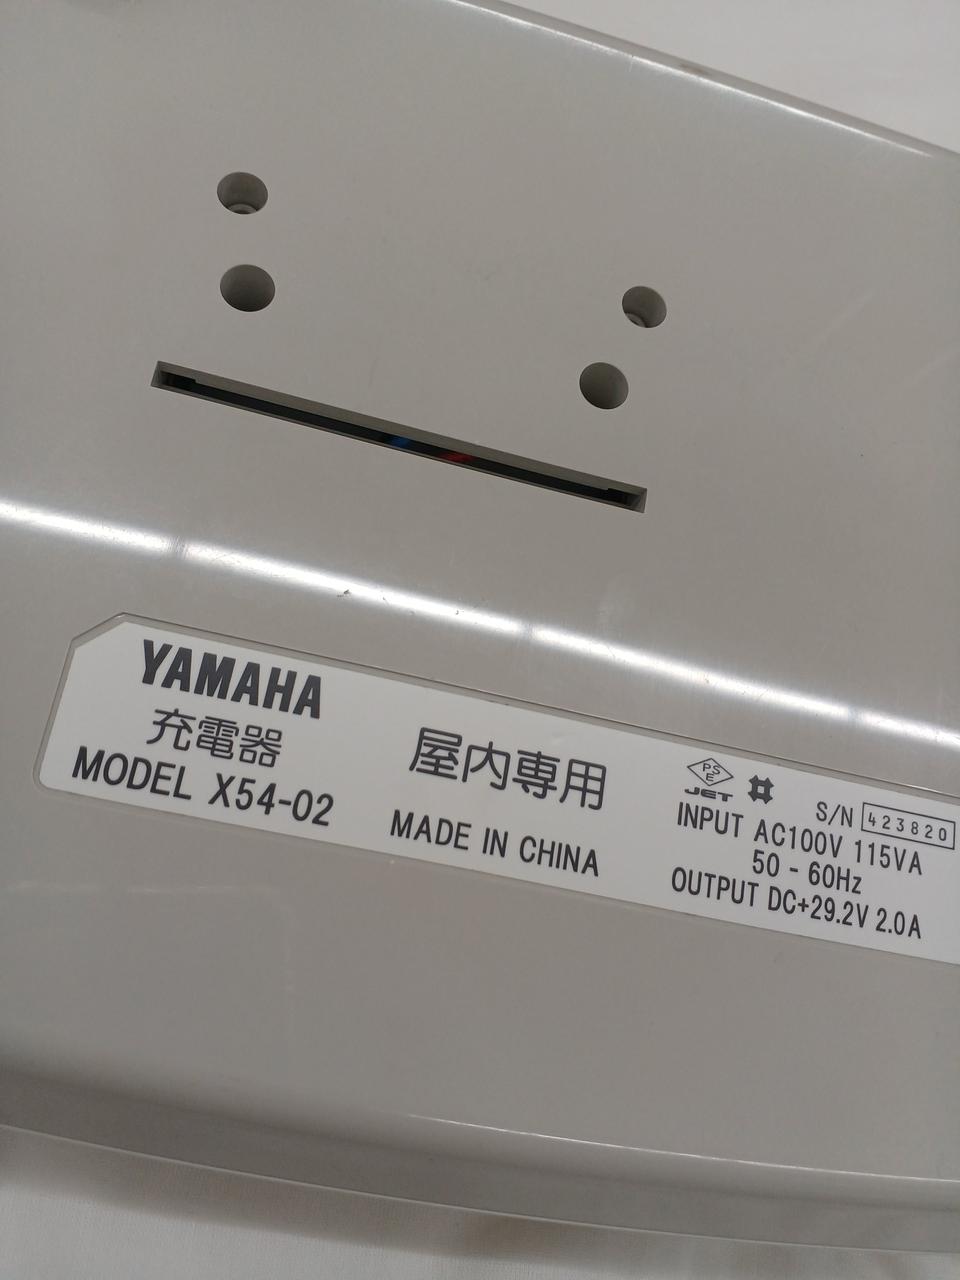 YAMAHA
充電器
MODEL X54-02
屋内専用
MADE IN CHINA
PSE
JET
S/N 423820
INPUT AC100V 115VA
50 - 60Hz
OUTPUT DC+29.2V 2.0A